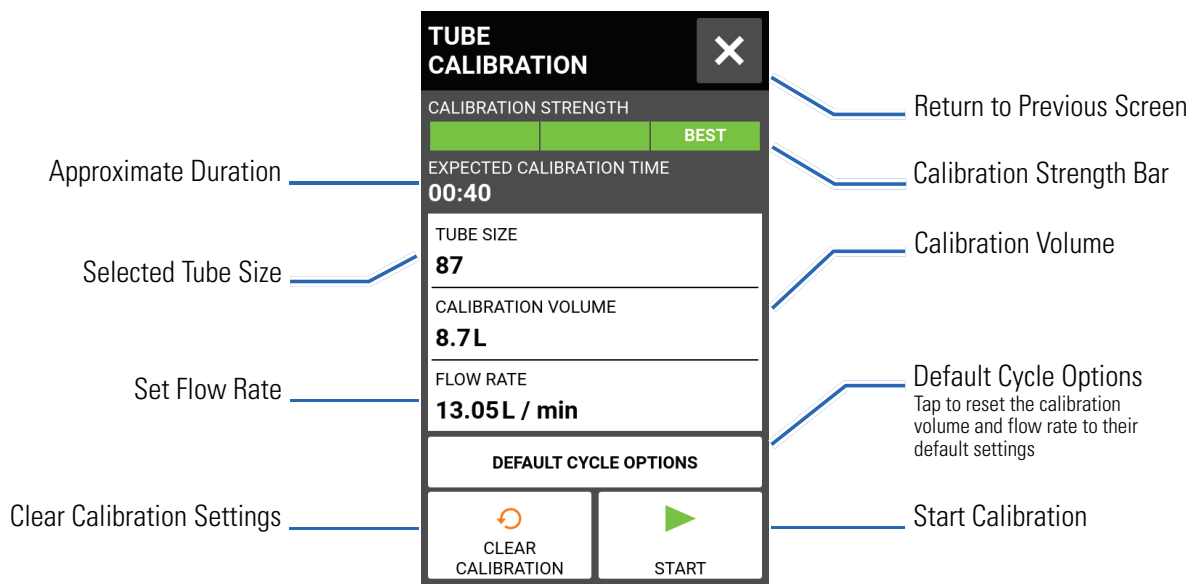 TUBE
CALIBRATION
CALIBRATION STRENGTH
BEST
EXPECTED CALIBRATION TIME
00:40
TUBE SIZE
87
CALIBRATION VOLUME
8.7L
FLOW RATE
13.05L / min
DEFAULT CYCLE OPTIONS
CLEAR
CALIBRATION
START
Approximate Duration
Selected Tube Size
Set Flow Rate
Clear Calibration Settings
Return to Previous Screen
Calibration Strength Bar
Calibration Volume
Default Cycle Options
Tap to reset the calibration
volume and flow rate to their
default settings
Start Calibration